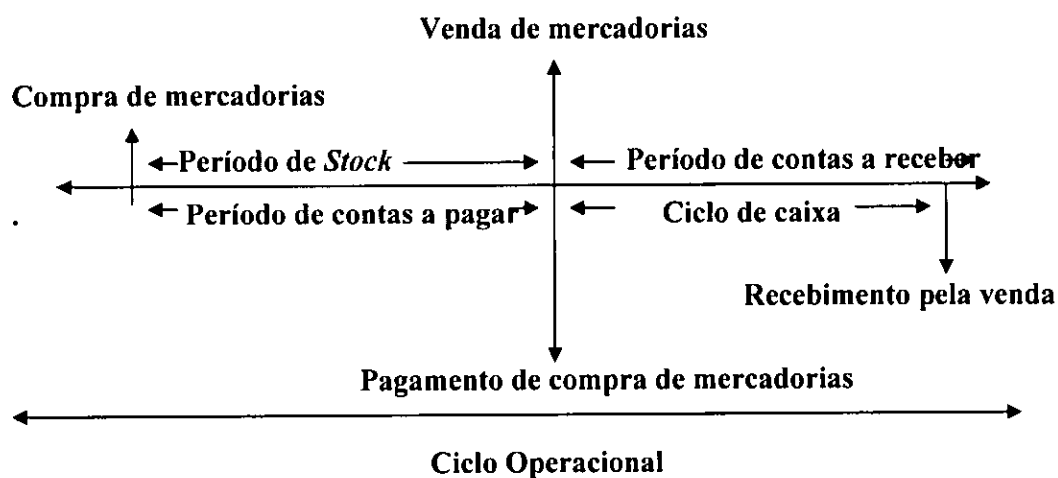 Venda de mercadorias
Compra de mercadorias
Período de Stock
Período de contas a receber
Período de contas a pagar
Ciclo de caixa
Recebimento pela venda
Pagamento de compra de mercadorias
Ciclo Operacional